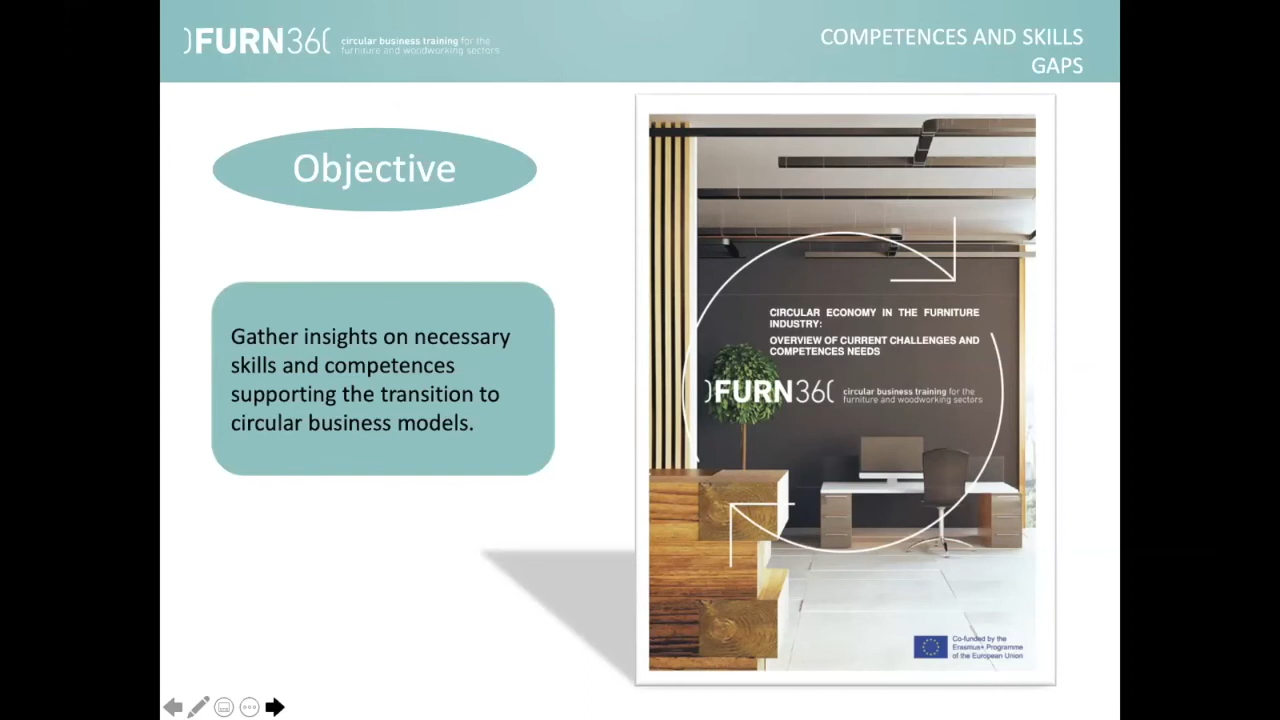 )FURN36(
circular business training for the
furniture and woodworking sectors
COMPETENCES AND SKILLS
GAPS
Objective
Gather insights on necessary
skills and competences
supporting the transition to
circular business models.
CIRCULAR ECONOMY IN THE FURNITURE
INDUSTRY:
OVERVIEW OF CURRENT CHALLENGES AND
COMPETENCES NEEDS
)FURN36(
circular business training for the
furniture and woodworking sectors
Co-funded by the
Erasmus+ Programme
of the European Union